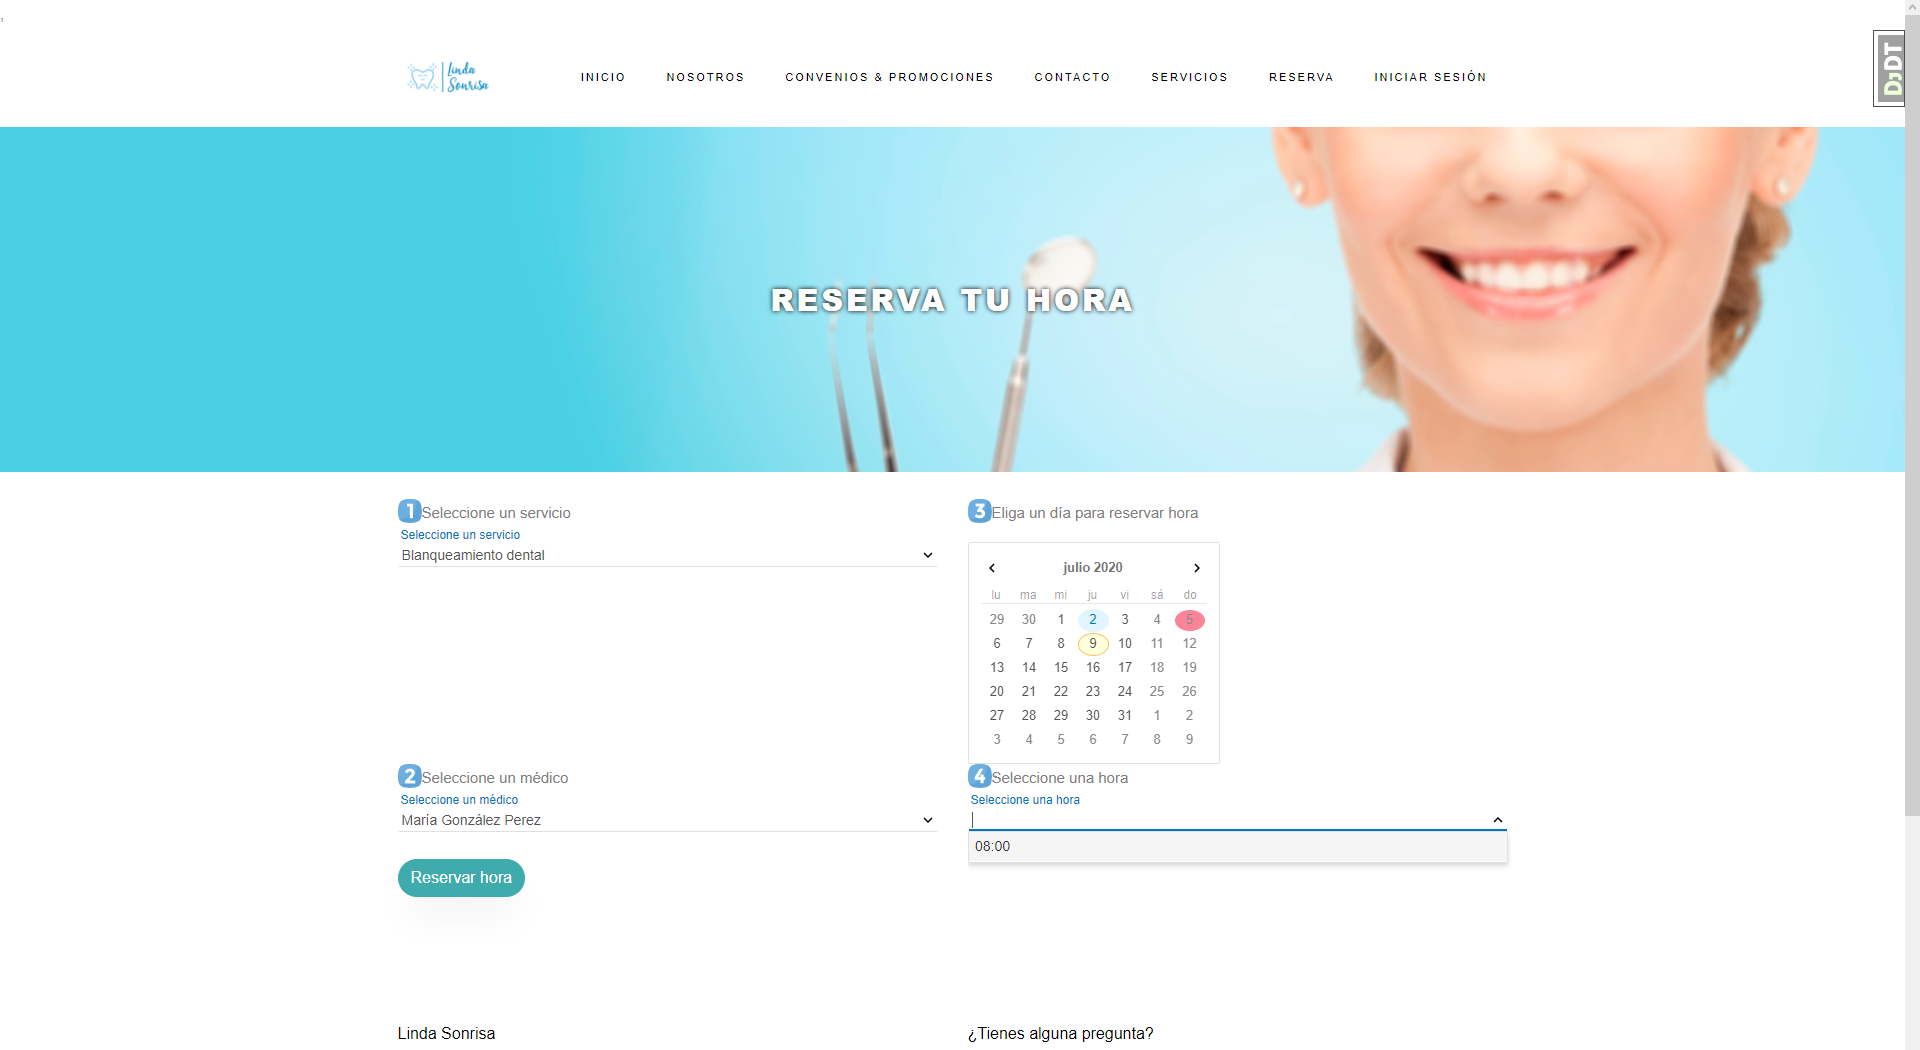 ,
Linda
Sonrisa
INICIO
NOSOTROS
CONVENIOS & PROMOCIONES
CONTACTO
SERVICIOS
RESERVA
INICIAR SESIÓN
DJDT
RESERVA TU HORA
1 Seleccione un servicio
Seleccione un servicio
Blanqueamiento dental
3 Eliga un día para reservar hora
julio 2020
lu ma mi ju vi sá do
29 30 1 2 3 4 5
6 7 8 9 10 11 12
13 14 15 16 17 18 19
20 21 22 23 24 25 26
27 28 29 30 31 1 2
3 4 5 6 7 8 9
2 Seleccione un médico
Seleccione un médico
María González Perez
4 Seleccione una hora
Seleccione una hora
08:00
Reservar hora
Linda Sonrisa
¿Tienes alguna pregunta?